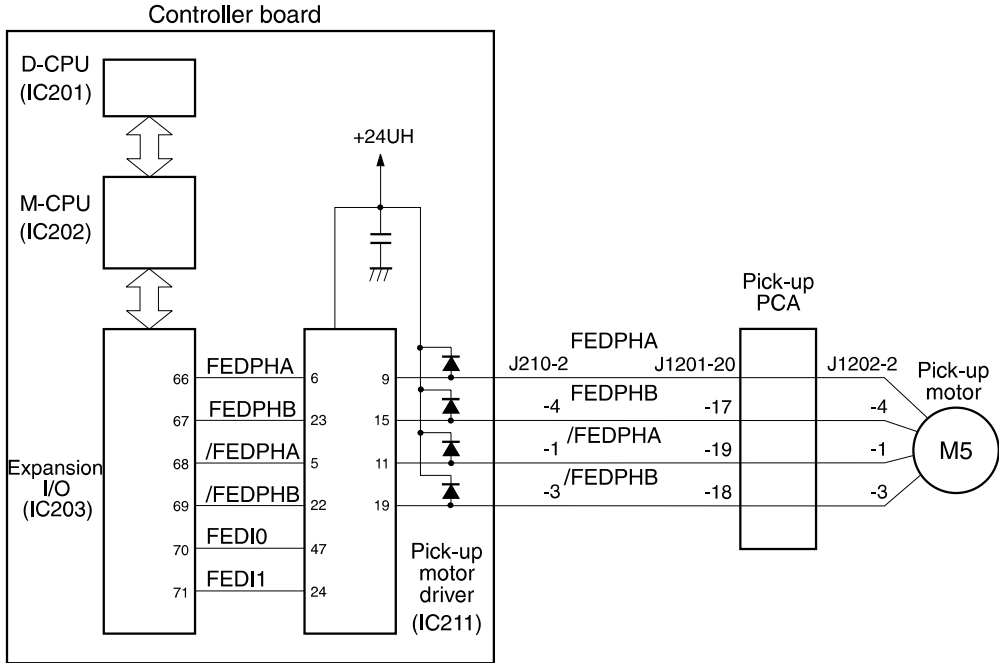 Controller board
D-CPU
(IC201)
+24UH
M-CPU
(IC202)
Pick-up
PCA
FEDPHA
66 FEDPHA 6 9 J210-2 J1201-20 J1202-2
Pick-up
motor
FEDPHB
67 FEDPHB 23 15 -4 -17 -4
/FEDPHA
68 /FEDPHA 5 11 -1 -19 -1
M5
Expansion
I/O
(IC203)
/FEDPHB
69 /FEDPHB 22 19 -3 -18 -3
70 FEDI0 47
71 FEDI1 24
Pick-up
motor
driver
(IC211)